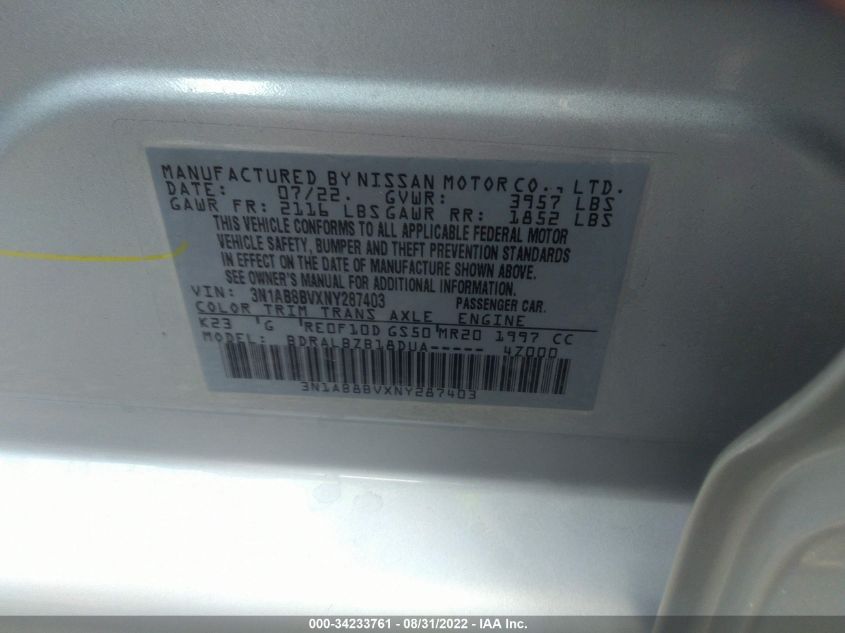 MANUFACTURED BY NISSAN MOTOR CO., LTD.
DATE: 07/22. GVWR: 3957 LBS
GAWR FR: 2116 LBS GAWR RR: 1852 LBS
THIS VEHICLE CONFORMS TO ALL APPLICABLE FEDERAL MOTOR
VEHICLE SAFETY, BUMPER AND THEFT PREVENTION STANDARDS
IN EFFECT ON THE DATE OF MANUFACTURE SHOWN ABOVE.
SEE OWNER'S MANUAL FOR ADDITIONAL INFORMATION.
VIN: 3N1AB8BVXNY287403 PASSENGER CAR.
COLOR TRIM TRANS AXLE ENGINE
K23 G RE0F10D GS50 MR20 1997 CC
MODEL: BDRALBZB18DUA----- 4Z000
3N1AB8BVXNY287403
000-34233761 - 08/31/2022 - IAA Inc.